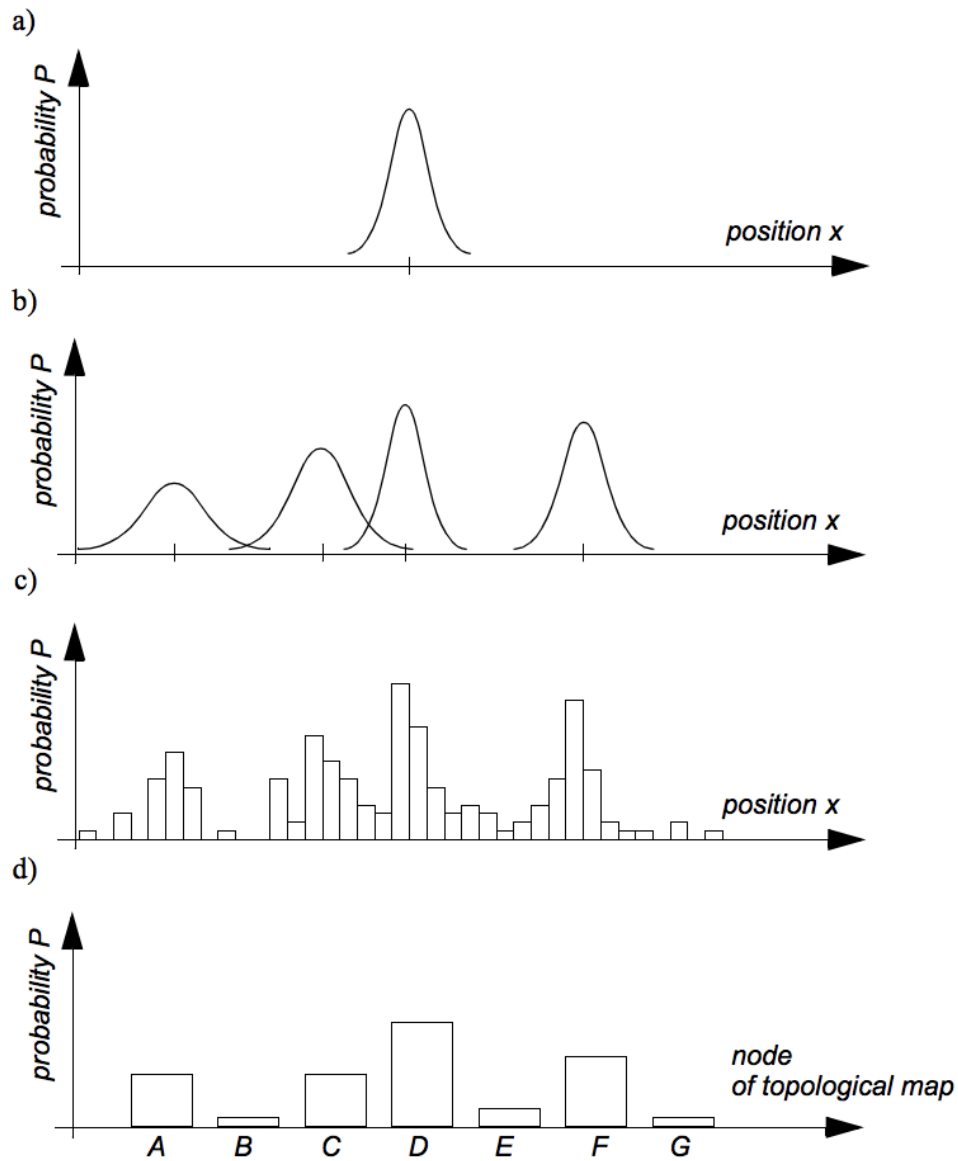 a)
probability P
position x
b)
probability P
position x
c)
probability P
position x
d)
probability P
node
of topological map
A B C D E F G